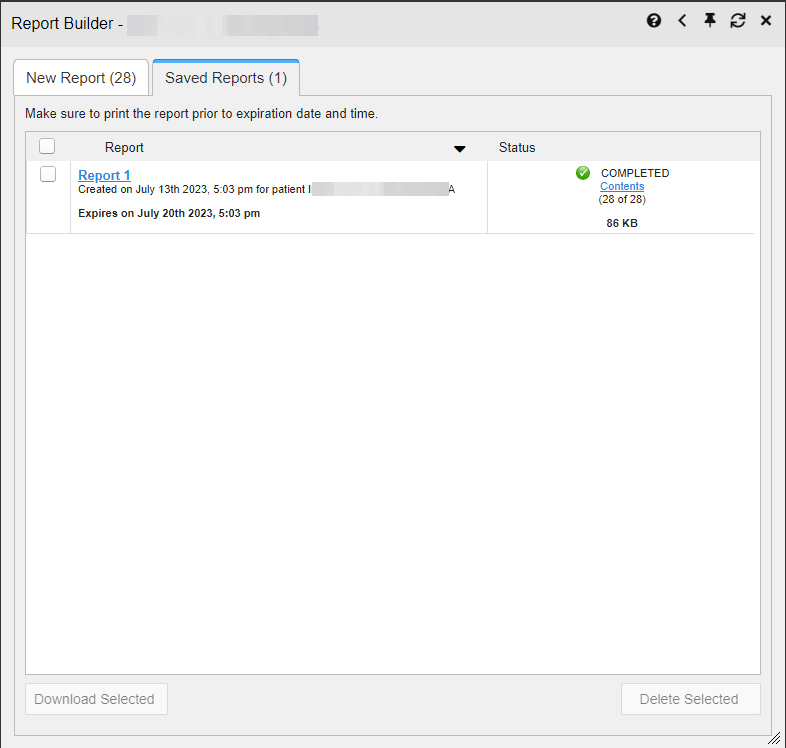 Report Builder -
New Report (28)
Saved Reports (1)
Make sure to print the report prior to expiration date and time.
Report
Status
Report 1
Created on July 13th 2023, 5:03 pm for patient
Expires on July 20th 2023, 5:03 pm
COMPLETED
Contents
(28 of 28)
86 KB
Download Selected
Delete Selected